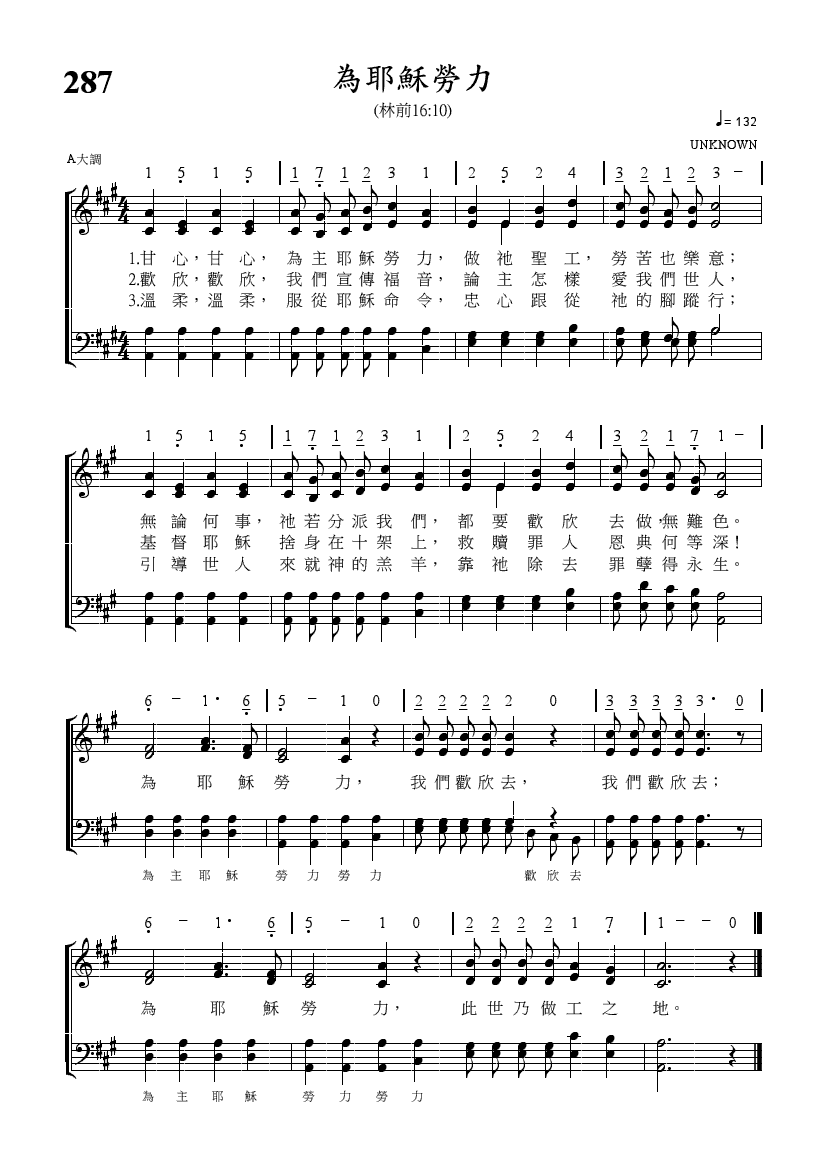 287
為耶穌勞力
(林前16:10)
♩= 132
UNKNOWN
A大調
1 5 1 5 | 1 7 1 2 3 1 | 2 5 2 4 | 3 2 1 2 3 – |
1.甘心，甘心，為主耶穌勞力，做祂聖工，勞苦也樂意；
2.歡欣，歡欣，我們宣傳福音，論主怎樣愛我們世人，
3.溫柔，溫柔，服從耶穌命令，忠心跟從祂的腳蹤行；
1 5 1 5 | 1 7 1 2 3 1 | 2 5 2 4 | 3 2 1 7 1 – |
無論何事，祂若分派我們，都要歡欣去做，無難色。
基督耶穌捨身在十架上，救贖罪人恩典何等深！
引導世人來就神的羔羊，靠祂除去罪孽得永生。
6 – 1· 6 | 5 – 1 0 | 2 2 2 2 2 0 | 3 3 3 3 3· 0 |
為耶穌勞力，我們歡欣去，我們歡欣去；
為主耶穌勞力勞力歡欣去
6 – 1· 6 | 5 – 1 0 | 2 2 2 2 1 7 | 1 – – 0
為耶穌勞力，此世乃做工之地。
為主耶穌勞力勞力